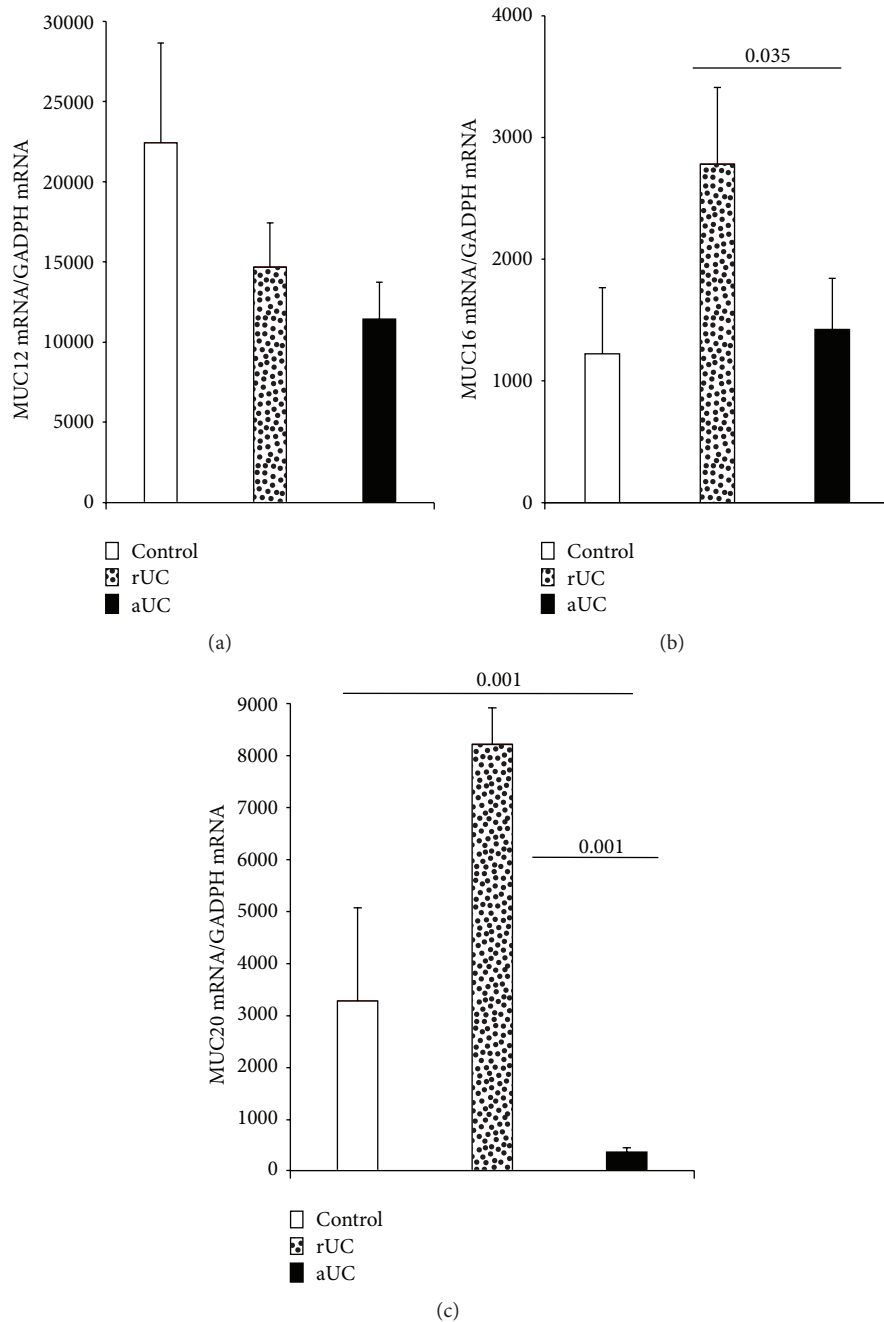 30000
25000
20000
15000
10000
5000
0
MUC12 mRNA/GADPH mRNA
Control
rUC
aUC
(a)
4000
3000
2000
1000
0
MUC16 mRNA/GADPH mRNA
0.035
Control
rUC
aUC
(b)
9000
8000
7000
6000
5000
4000
3000
2000
1000
0
MUC20 mRNA/GADPH mRNA
0.001
0.001
Control
rUC
aUC
(c)